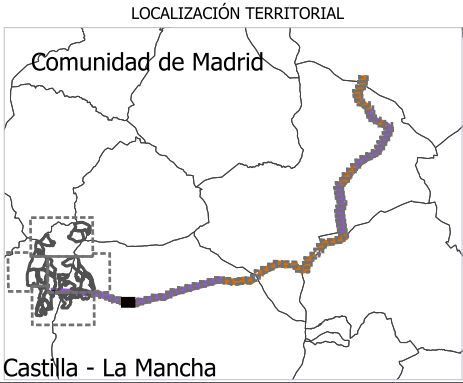 LOCALIZACIÓN TERRITORIAL
Comunidad de Madrid
Castilla - La Mancha